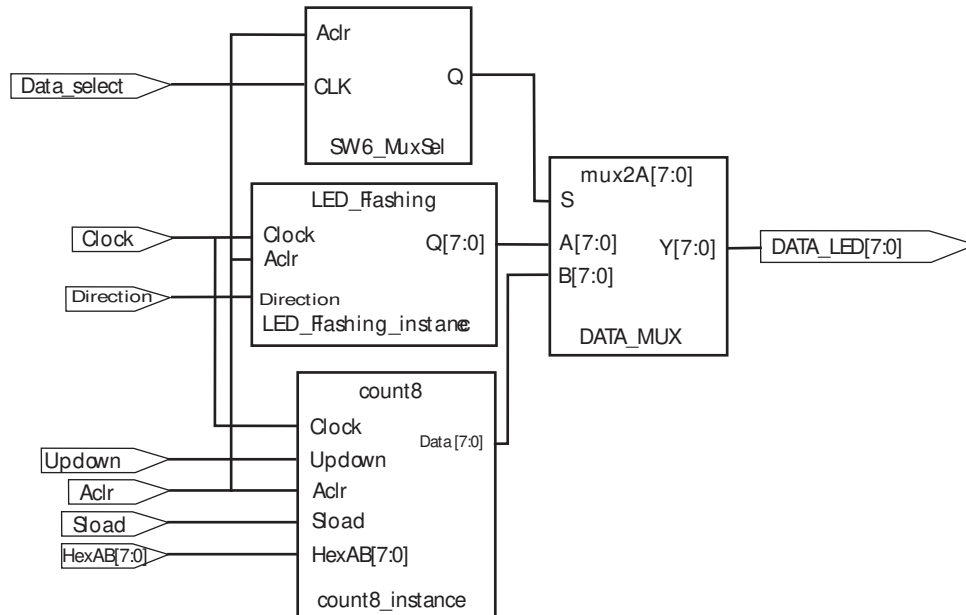 Aclr
Data_select
CLK
Q
SW6_MuxSel
LED_Flashing
mux2A[7:0]
S
Clock
Clock
Q[7:0]
A[7:0]
Y[7:0]
DATA_LED[7:0]
Aclr
B[7:0]
Direction
Direction
LED_Flashing_instanc
DATA_MUX
count8
Clock
Data [7:0]
Updown
Updown
Aclr
Aclr
Sload
Sload
HexAB[7:0]
HexAB[7:0]
count8_instance